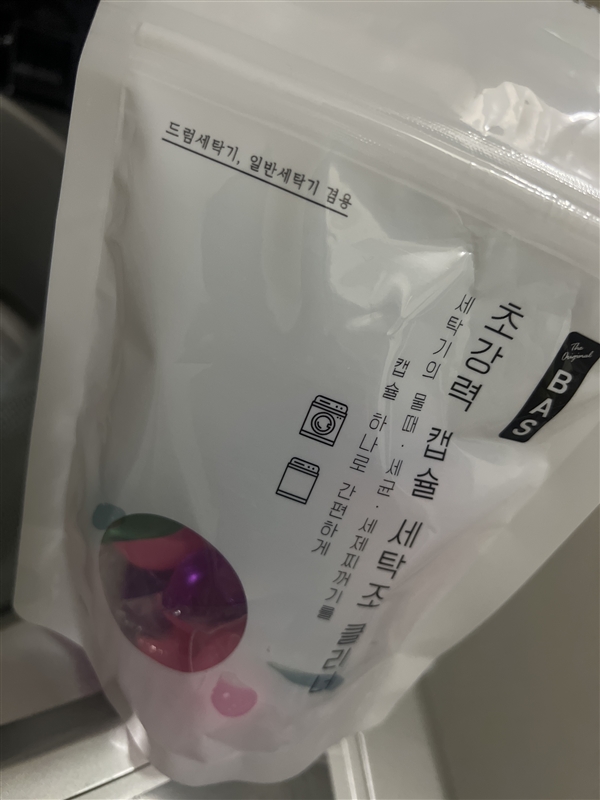 드럼세탁기, 일반세탁기 겸용
The Original
BAS
초강력 캡슐 세탁조 클리너
세탁기의 물때·세균·세제찌꺼기를
캡슐 하나로 간편하게